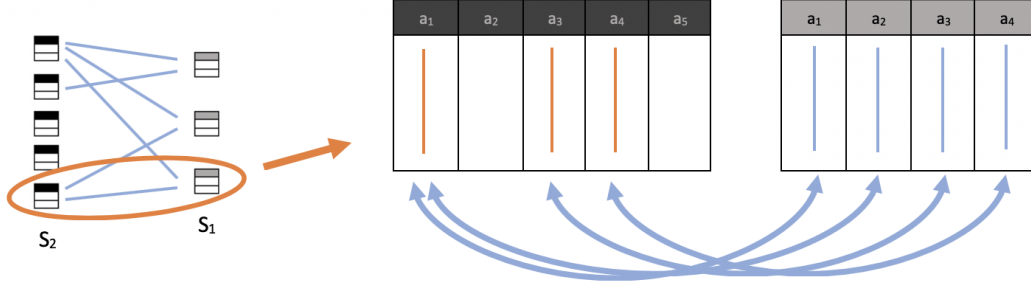 a₁ a₂ a₃ a₄ a₅
a₁ a₂ a₃ a₄
S₂
S₁